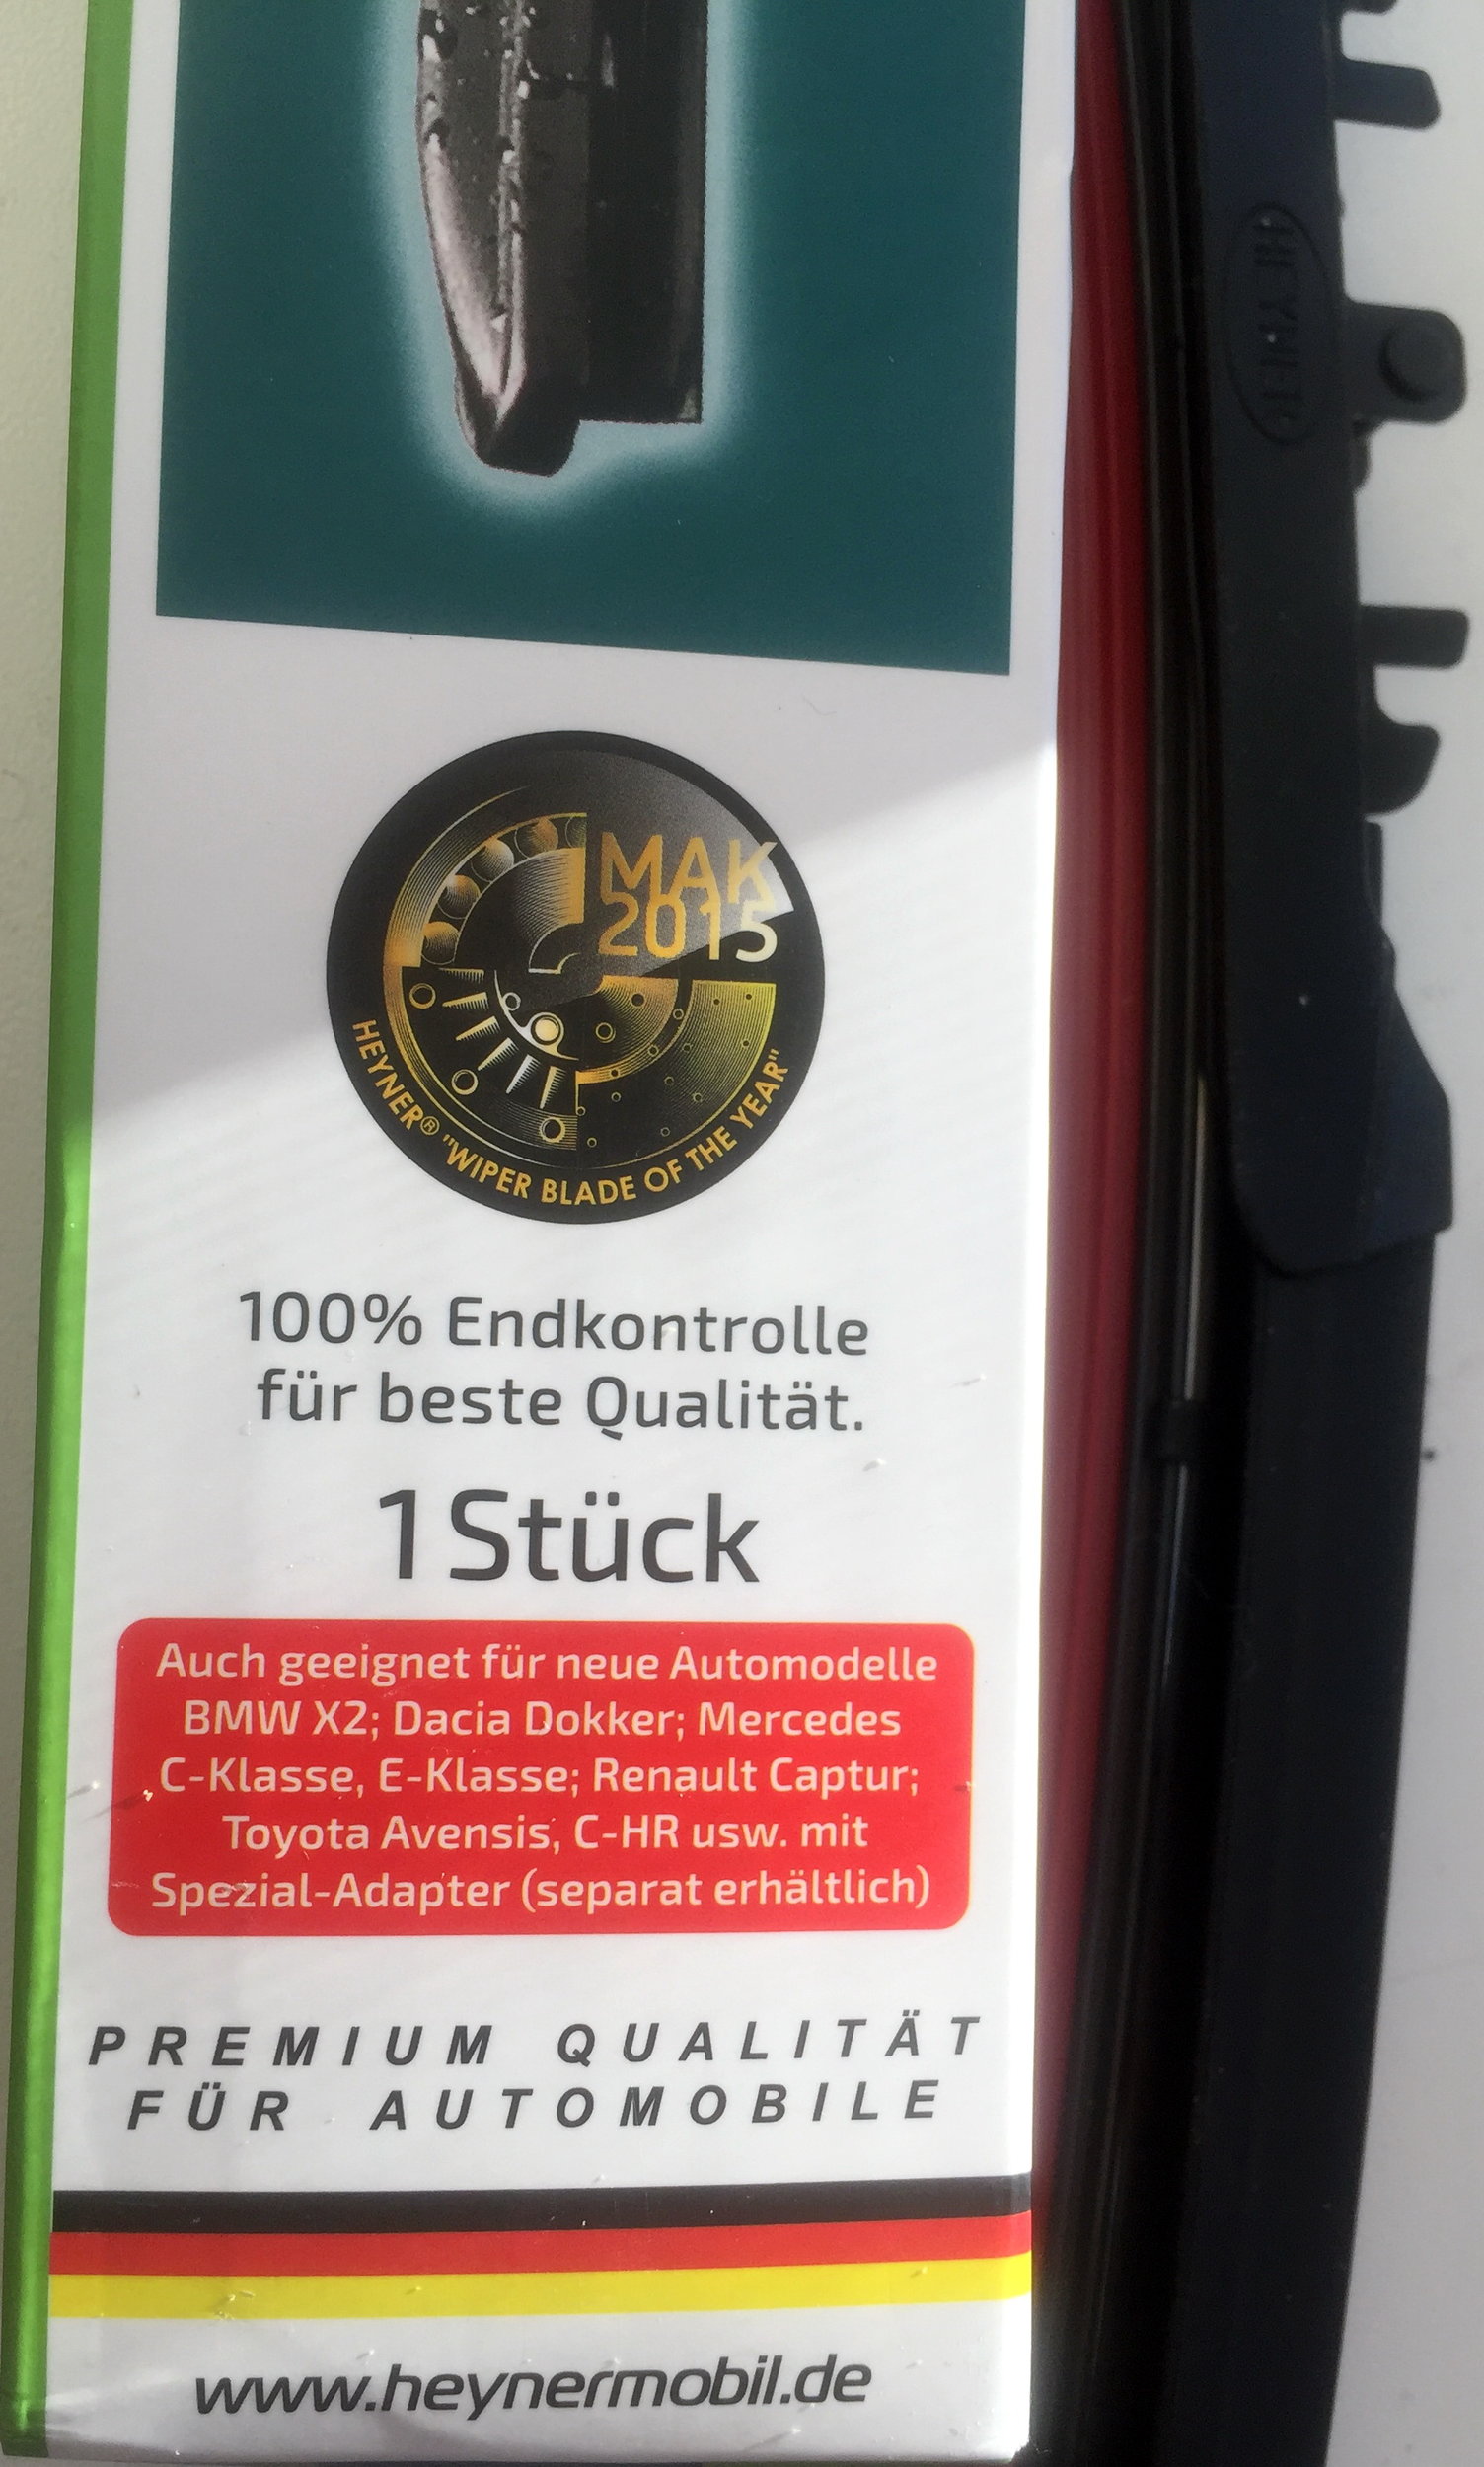 MAK
2015
HEYNER® "WIPER BLADE OF THE YEAR"
100% Endkontrolle
für beste Qualität.
1 Stück
Auch geeignet für neue Automodelle
BMW X2; Dacia Dokker; Mercedes
C-Klasse, E-Klasse; Renault Captur;
Toyota Avensis, C-HR usw. mit
Spezial-Adapter (separat erhältlich)
PREMIUM QUALITÄT
FÜR AUTOMOBILE
www.heynermobil.de
HEYNER